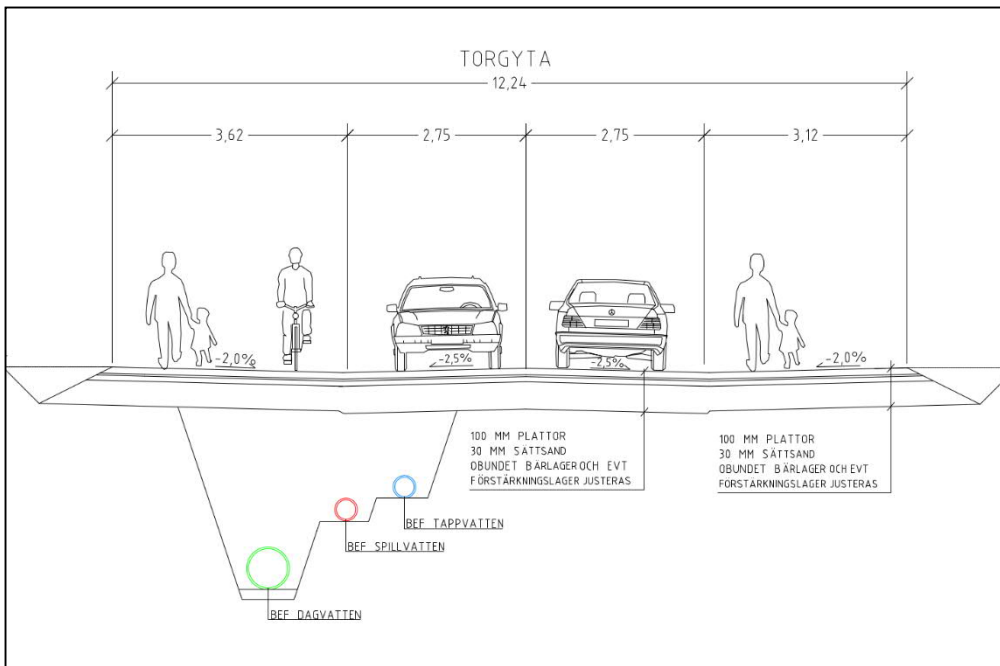 TORGYTA
12,24
3,62 2,75 2,75 3,12
-2,0% -2,5% -2,5% -2,0%
100 MM PLATTOR
30 MM SÄTTSAND
OBUNDET BÄRLAGER OCH EVT
FÖRSTÄRKNINGSLAGER JUSTERAS
100 MM PLATTOR
30 MM SÄTTSAND
OBUNDET BÄRLAGER OCH EVT
FÖRSTÄRKNINGSLAGER JUSTERAS
BEF TAPPVATTEN
BEF SPILLVATTEN
BEF DAGVATTEN